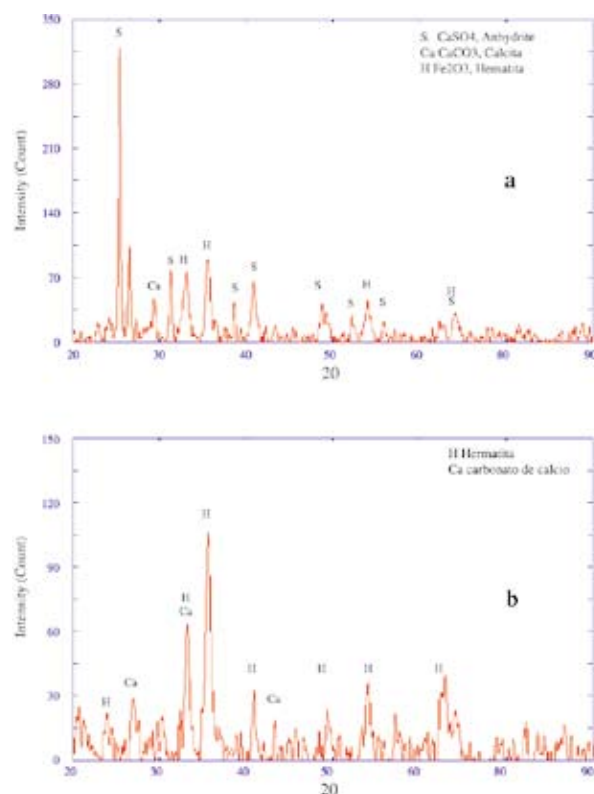 350
280
210
140
70
0
Intensity (Count)
S. CaSO4, Anhydrite
Ca CaCO3, Calcita
H Fe2O3, Hematita
a
S
Ca
S
H
H
S
S
S
S
H
S
H
S
20 30 40 50 60 70 80 90
20
150
120
90
60
30
0
Intensity (Count)
H Hermatita
Ca carbonato de calcio
b
H
Ca
H
Ca
H
H
Ca
H
H
H
20 30 40 50 60 70 80 90
20